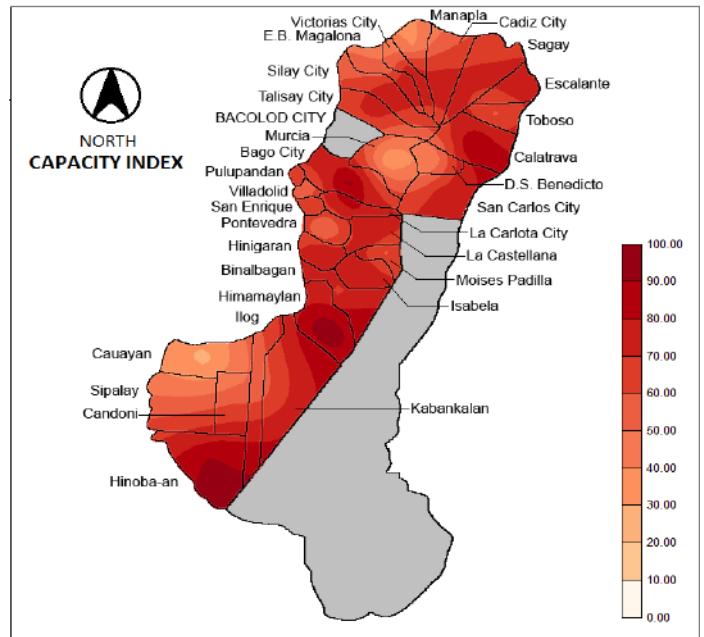 Manapla
Victorias City
Cadiz City
E.B. Magalona
Sagay
Silay City
Escalante
Talisay City
BACOLOD CITY
Toboso
Murcia
Bago City
Calatrava
Pulupandan
D.S. Benedicto
Villadolid
San Enrique
San Carlos City
Pontevedra
La Carlota City
Hinigaran
La Castellana
Binalbagan
Moises Padilla
Himamaylan
Isabela
Ilog
Cauayan
Sipalay
Candoni
Kabankalan
Hinoba-an
NORTH
CAPACITY INDEX
100.00
90.00
80.00
70.00
60.00
50.00
40.00
30.00
20.00
10.00
0.00